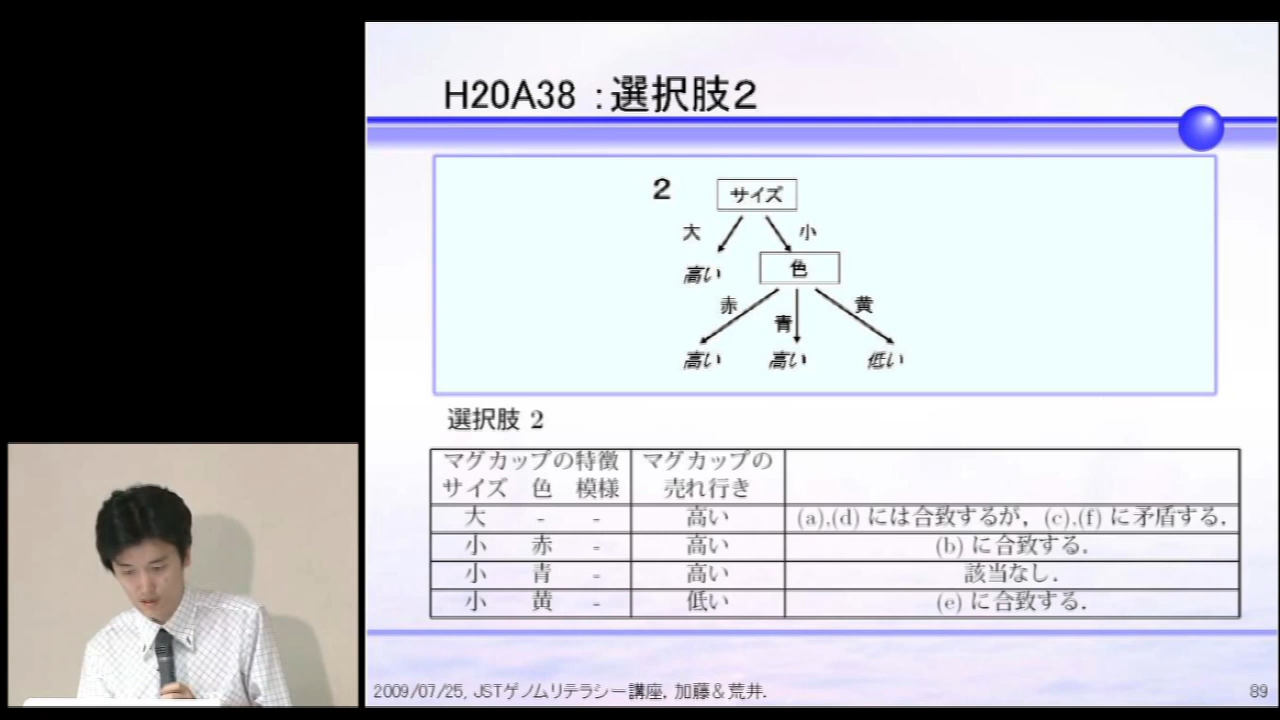 H20A38 :選択肢2
2
サイズ
大
小
高い
色
赤
青
黄
高い
高い
低い
選択肢 2
マグカップの特徴 マグカップの
サイズ 色 模様 売れ行き
大 - - 高い (a),(d) には合致するが, (c),(f) に矛盾する.
小 赤 - 高い (b) に合致する.
小 青 - 高い 該当なし.
小 黄 - 低い (e) に合致する.
2009/07/25, JSTゲノムリテラシー講座, 加藤&荒井.
89